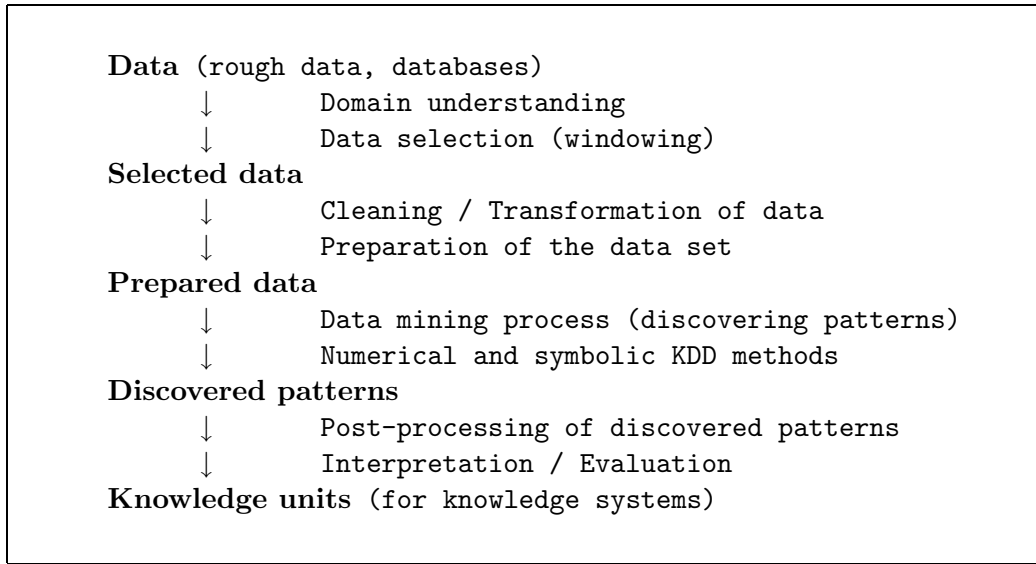 Data (rough data, databases)
↓ Domain understanding
↓ Data selection (windowing)
Selected data
↓ Cleaning / Transformation of data
↓ Preparation of the data set
Prepared data
↓ Data mining process (discovering patterns)
↓ Numerical and symbolic KDD methods
Discovered patterns
↓ Post-processing of discovered patterns
↓ Interpretation / Evaluation
Knowledge units (for knowledge systems)